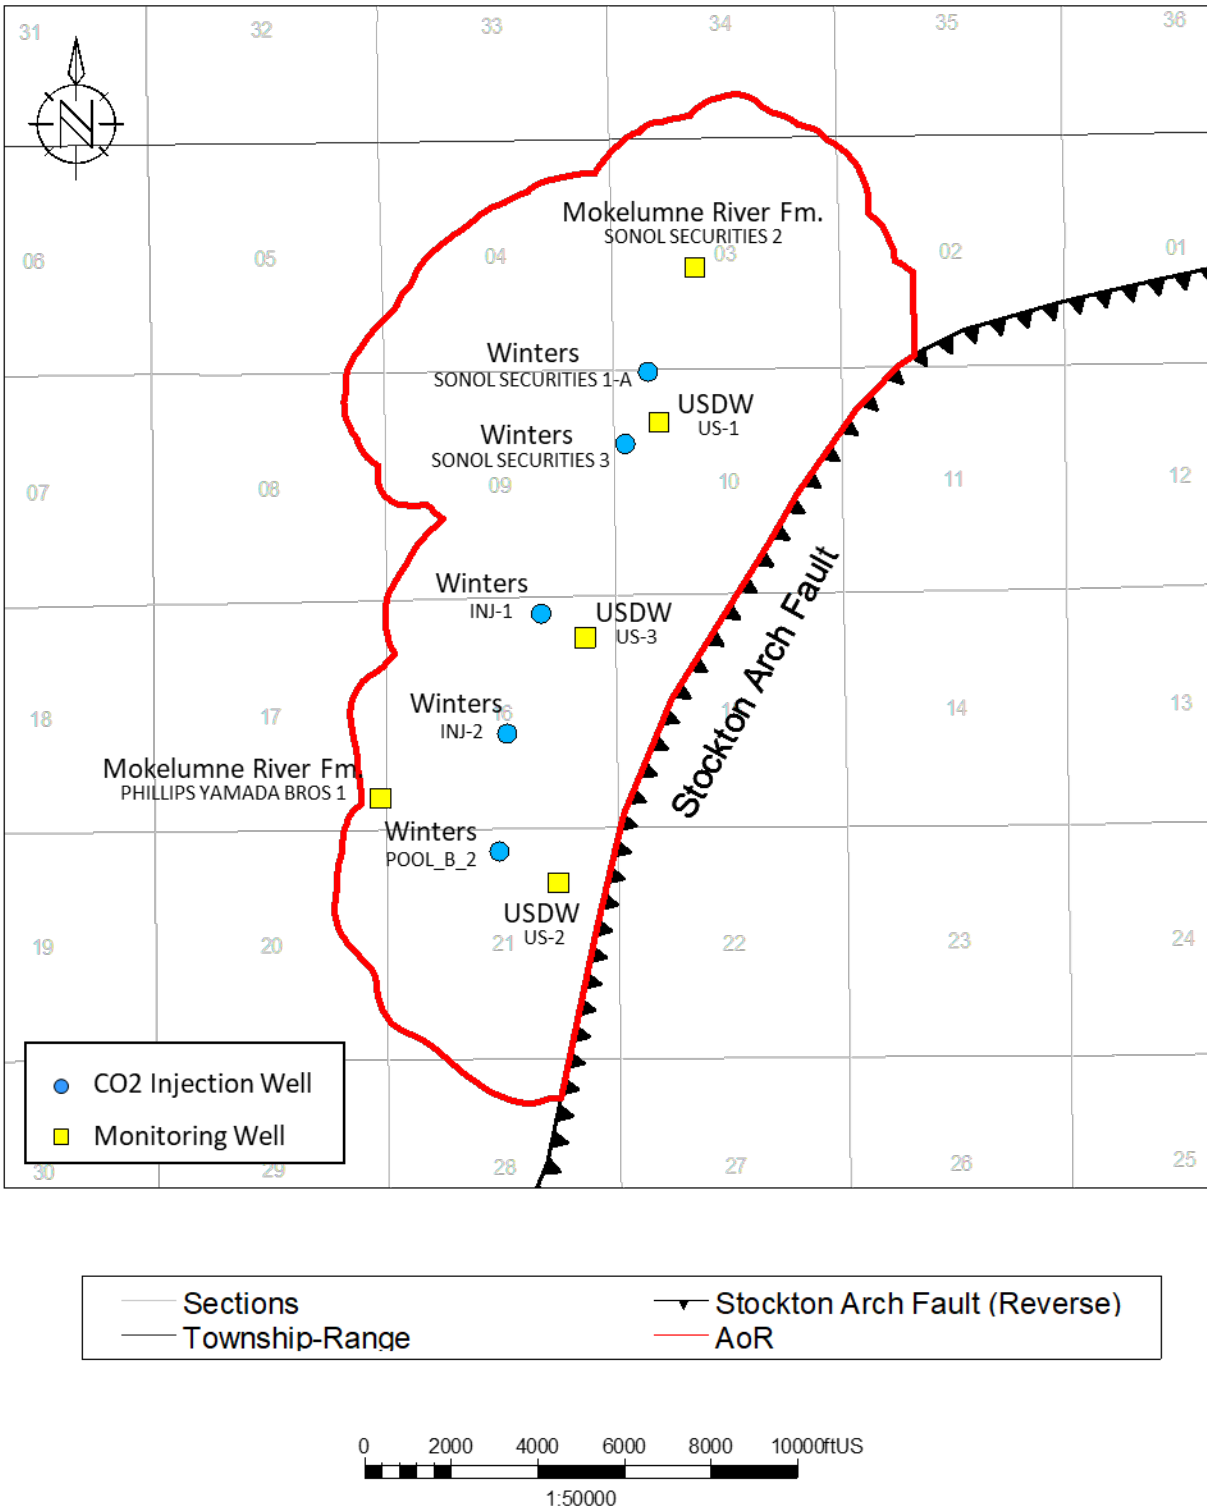 31
32
33
34
35
36
N
Mokelumne River Fm.
SONOL SECURITIES 2
06
05
04
03
02
01
Winters
SONOL SECURITIES 1-A
USDW
US-1
Winters
SONOL SECURITIES 3
07
08
09
10
11
12
Winters
INJ-1
USDW
US-3
Stockton Arch Fault
18
17
16
14
13
Winters
INJ-2
Mokelumne River Fm.
PHILLIPS YAMADA BROS 1
Winters
POOL_B_2
USDW
US-2
19
20
21
22
23
24
CO2 Injection Well
Monitoring Well
30
29
28
27
26
25
Sections
Stockton Arch Fault (Reverse)
Township-Range
AoR
0 2000 4000 6000 8000 10000ftUS
1:50000